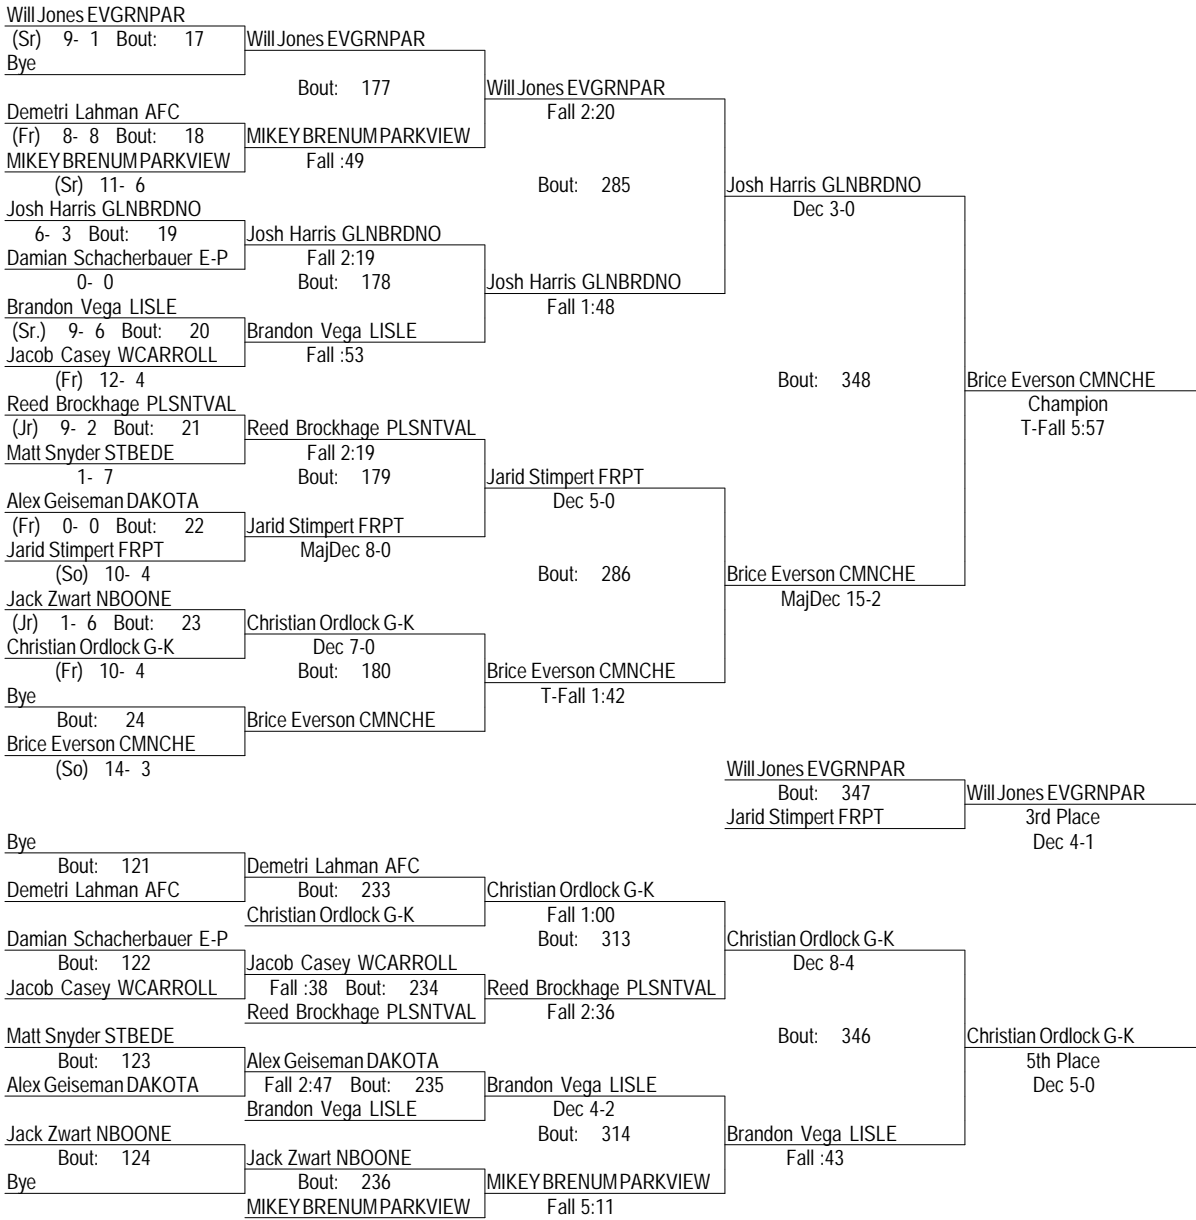 Will Jones EVGRNPAR
(Sr) 9- 1 Bout: 17
Bye
Will Jones EVGRNPAR
Bout: 177
Demetri Lahman AFC
(Fr) 8- 8 Bout: 18
MIKEY BRENUM PARKVIEW
(Sr) 11- 6
MIKEY BRENUM PARKVIEW
Fall :49
Will Jones EVGRNPAR
Fall 2:20
Bout: 285
Josh Harris GLNBRDNO
6- 3 Bout: 19
Damian Schacherbauer E-P
0- 0
Josh Harris GLNBRDNO
Fall 2:19
Bout: 178
Brandon Vega LISLE
(Sr.) 9- 6 Bout: 20
Jacob Casey WCARROLL
(Fr) 12- 4
Brandon Vega LISLE
Fall :53
Josh Harris GLNBRDNO
Fall 1:48
Josh Harris GLNBRDNO
Dec 3-0
Bout: 348
Reed Brockhage PLSNTVAL
(Jr) 9- 2 Bout: 21
Matt Snyder STBEDE
1- 7
Reed Brockhage PLSNTVAL
Fall 2:19
Bout: 179
Alex Geiseman DAKOTA
(Fr) 0- 0 Bout: 22
Jarid Stimpert FRPT
(So) 10- 4
Jarid Stimpert FRPT
MajDec 8-0
Jarid Stimpert FRPT
Dec 5-0
Bout: 286
Jack Zwart NBOONE
(Jr) 1- 6 Bout: 23
Christian Ordlock G-K
(Fr) 10- 4
Christian Ordlock G-K
Dec 7-0
Bout: 180
Bye
Bout: 24
Brice Everson CMNCHE
(So) 14- 3
Brice Everson CMNCHE
Brice Everson CMNCHE
T-Fall 1:42
Brice Everson CMNCHE
MajDec 15-2
Brice Everson CMNCHE
Champion
T-Fall 5:57
Will Jones EVGRNPAR
Bout: 347
Jarid Stimpert FRPT
Will Jones EVGRNPAR
3rd Place
Dec 4-1
Bye
Bout: 121
Demetri Lahman AFC
Demetri Lahman AFC
Bout: 233
Christian Ordlock G-K
Christian Ordlock G-K
Fall 1:00
Bout: 313
Damian Schacherbauer E-P
Bout: 122
Jacob Casey WCARROLL
Jacob Casey WCARROLL
Fall :38 Bout: 234
Reed Brockhage PLSNTVAL
Reed Brockhage PLSNTVAL
Fall 2:36
Christian Ordlock G-K
Dec 8-4
Bout: 346
Matt Snyder STBEDE
Bout: 123
Alex Geiseman DAKOTA
Alex Geiseman DAKOTA
Fall 2:47 Bout: 235
Brandon Vega LISLE
Brandon Vega LISLE
Dec 4-2
Bout: 314
Jack Zwart NBOONE
Bout: 124
Bye
Jack Zwart NBOONE
Bout: 236
MIKEY BRENUM PARKVIEW
MIKEY BRENUM PARKVIEW
Fall 5:11
Brandon Vega LISLE
Fall :43
Christian Ordlock G-K
5th Place
Dec 5-0